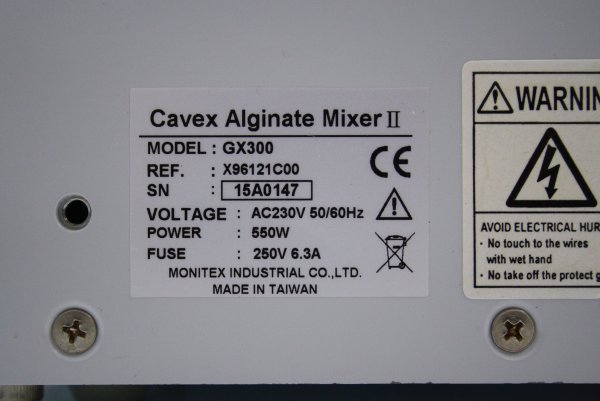 Cavex Alginate Mixer II
MODEL : GX300
REF. : X96121C00
SN : 15A0147
VOLTAGE : AC230V 50/60Hz
POWER : 550W
FUSE : 250V 6.3A
MONITEX INDUSTRIAL CO.,LTD.
MADE IN TAIWAN
CE
WARNIN
AVOID ELECTRICAL HUR
· No touch to the wires
with wet hand
· No take off the protect